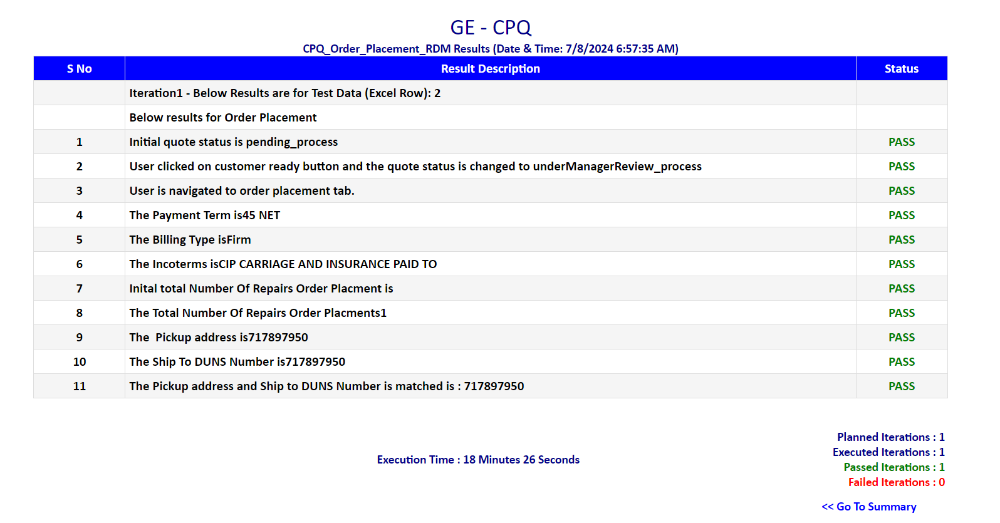 GE - CPQ
CPQ_Order_Placement_RDM Results (Date & Time: 7/8/2024 6:57:35 AM)
S No Result Description Status
Iteration1 - Below Results are for Test Data (Excel Row): 2
Below results for Order Placement
1 Initial quote status is pending_process PASS
2 User clicked on customer ready button and the quote status is changed to underManagerReview_process PASS
3 User is navigated to order placement tab. PASS
4 The Payment Term is45 NET PASS
5 The Billing Type isFirm PASS
6 The Incoterms isCIP CARRIAGE AND INSURANCE PAID TO PASS
7 Inital total Number Of Repairs Order Placment is PASS
8 The Total Number Of Repairs Order Placments1 PASS
9 The  Pickup address is717897950 PASS
10 The Ship To DUNS Number is717897950 PASS
11 The Pickup address and Ship to DUNS Number is matched is : 717897950 PASS
Planned Iterations : 1
Executed Iterations : 1
Execution Time : 18 Minutes 26 Seconds
Passed Iterations : 1
Failed Iterations : 0
<< Go To Summary